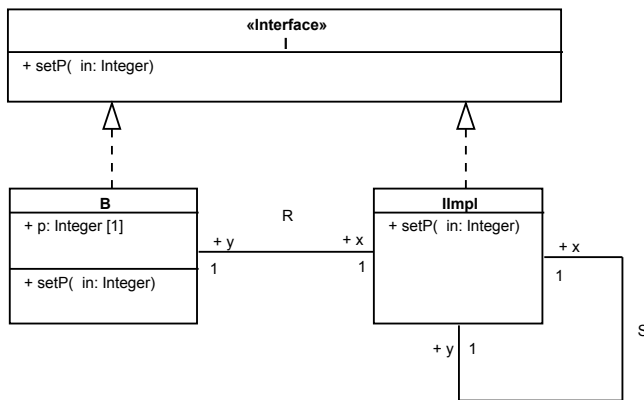 «Interface»
I
+ setP( in: Integer)
B
+ p: Integer [1]
+ setP( in: Integer)
R
+ y
+ x
1
1
IImpl
+ setP( in: Integer)
+ x
1
S
+ y
1